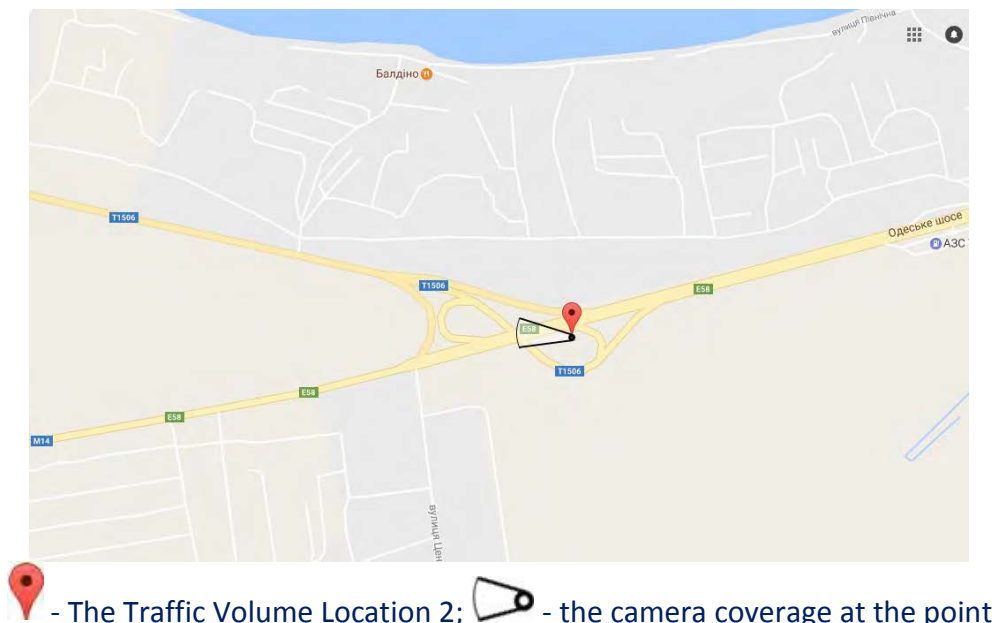 вулиця Північна
Балдіно
T1506
Одеське шосе
АЗС
T1506
E58
E58
T1506
E58
E58
M14
вулиця Цен
- The Traffic Volume Location 2; - the camera coverage at the point